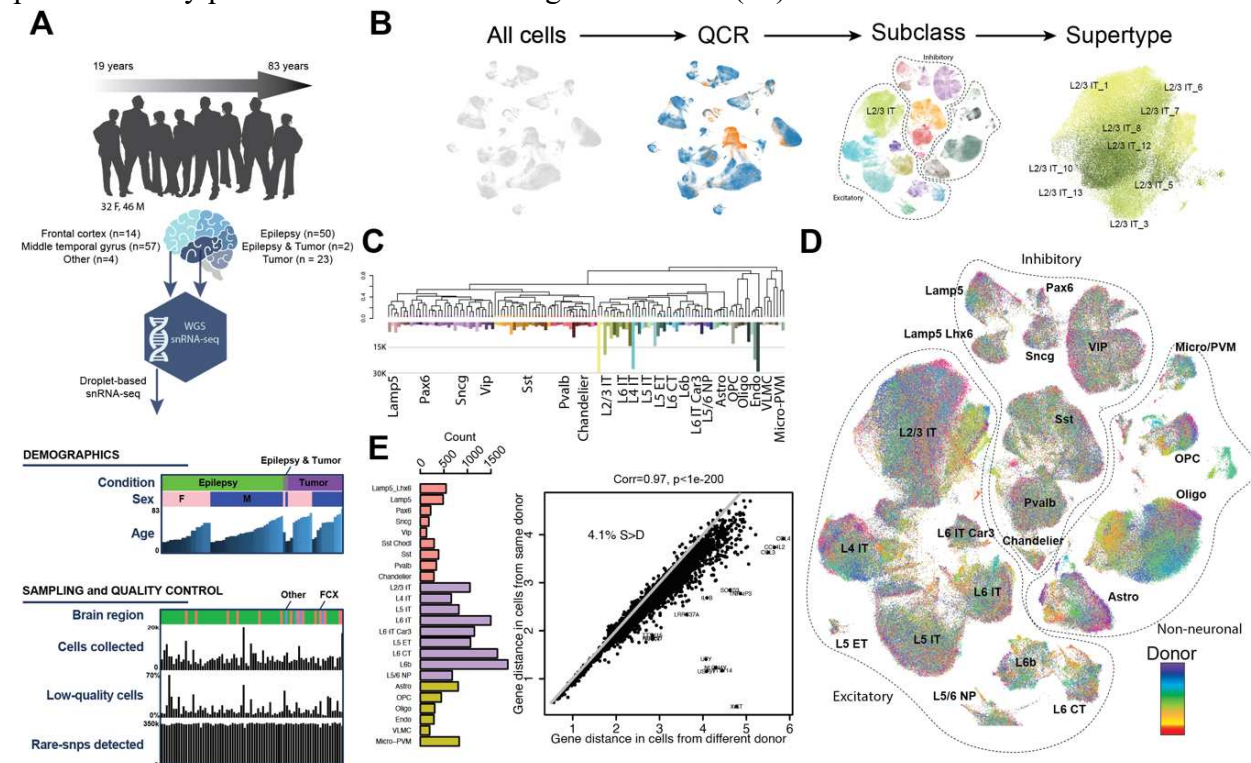 A
19 years 83 years
32 F, 46 M
Frontal cortex (n=14)
Middle temporal gyrus (n=57)
Other (n=4)
Epilepsy (n=50)
Epilepsy & Tumor (n=2)
Tumor (n = 23)
WGS
snRNA-seq
Droplet-based
snRNA-seq
DEMOGRAPHICS
Epilepsy & Tumor
Condition Epilepsy Tumor
Sex F M
83
Age
0
SAMPLING and QUALITY CONTROL
Other FCX
Brain region
20k
Cells collected
0
70%
Low-quality cells
0%
350k
Rare-snps detected
B
All cells QCR Subclass Supertype
Inhibitory
L2/3 IT
Excitatory
L2/3 IT_1
L2/3 IT_6
L2/3 IT_7
L2/3 IT_8
L2/3 IT_12
L2/3 IT_10
L2/3 IT_5
L2/3 IT_13
L2/3 IT_3
C
0.8
0.4
0.0
15K
30K
Lamp5
Pax6
Sncg
Vip
Sst
Pvalb
Chandelier
L2/3 IT
L6 IT
L4 IT
L5 IT
L5 ET
L6 CT
L6b
L6 IT Car3
L5/6 NP
Astro
OPC
Oligo
Endo
VLMC
Micro-PVM
D
Inhibitory
Lamp5
Pax6
Lamp5 Lhx6
Sncg
VIP
Micro/PVM
L2/3 IT
Sst
OPC
Pvalb
Oligo
L6 IT Car3
Chandelier
L4 IT
L6 IT
Astro
L5 IT
L5 ET
Non-neuronal
L6b
Donor
Excitatory
L5/6 NP
L6 CT
E
Count
0 500 1000 1500
Lamp5_Lhx6
Lamp5
Pax6
Sncg
Vip
Sst Chodl
Sst
Pvalb
Chandelier
L2/3 IT
L4 IT
L5 IT
L6 IT
L6 IT Car3
L5 ET
L6 CT
L6b
L5/6 NP
Astro
OPC
Oligo
Endo
VLMC
Micro-PVM
Corr=0.97, p<1e-200
4.1% S>D
Gene distance in cells from same donor
4
3
2
1
1 2 3 4 5 6
Gene distance in cells from different donor